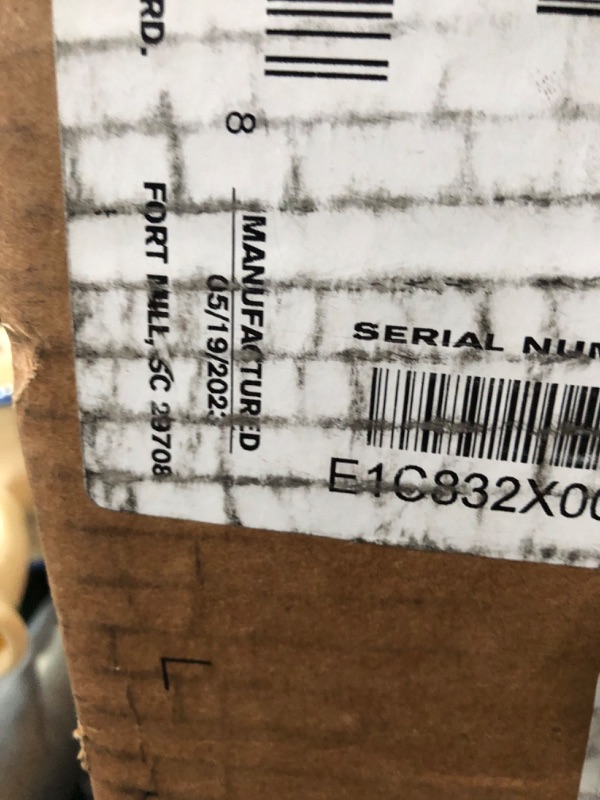 RD.
8
MANUFACTURED
05/19/202
FORT MILL, SC 29708
SERIAL NUM
E1C832X00
L